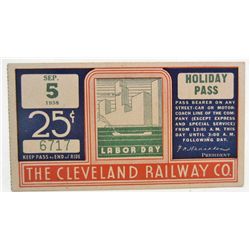 SEP.
5
1938
25¢
6717
KEEP PASS to END of RIDE
LABOR DAY
HOLIDAY
PASS
PASS BEARER ON ANY
STREET-CAR OR MOTOR-
COACH LINE OF THE COM-
PANY (EXCEPT EXPRESS
AND SPECIAL SERVICE)
FROM 12:01 A.M. THIS
DAY UNTIL 3:00 A.M.
FOLLOWING DAY.
PRESIDENT
THE CLEVELAND RAILWAY CO.